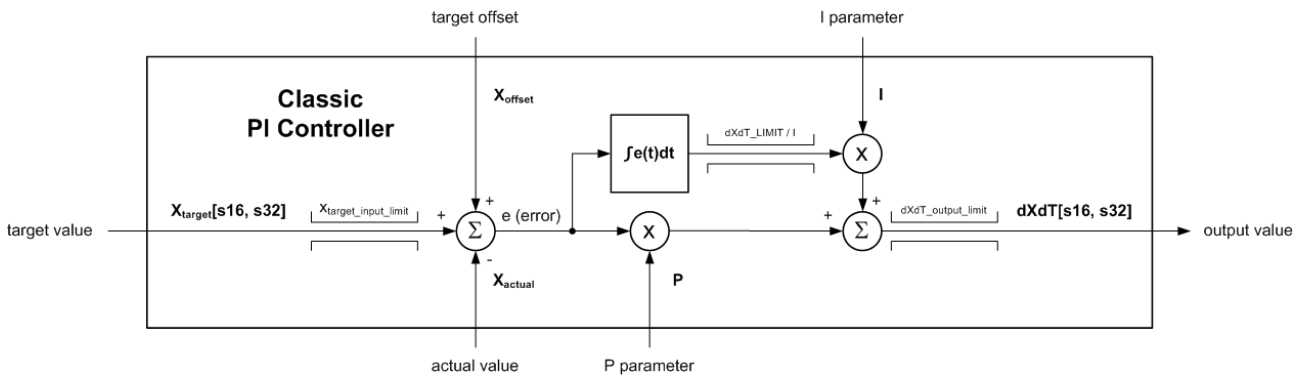 target offset
I parameter
Classic
PI Controller
Xoffset
I
∫e(t)dt
dXdT_LIMIT / I
X
Xtarget[s16, s32]
Xtarget_input_limit
+
+
e (error)
+
+
dXdT_output_limit
dXdT[s16, s32]
target value
Σ
X
Σ
output value
-
Xactual
P
actual value
P parameter